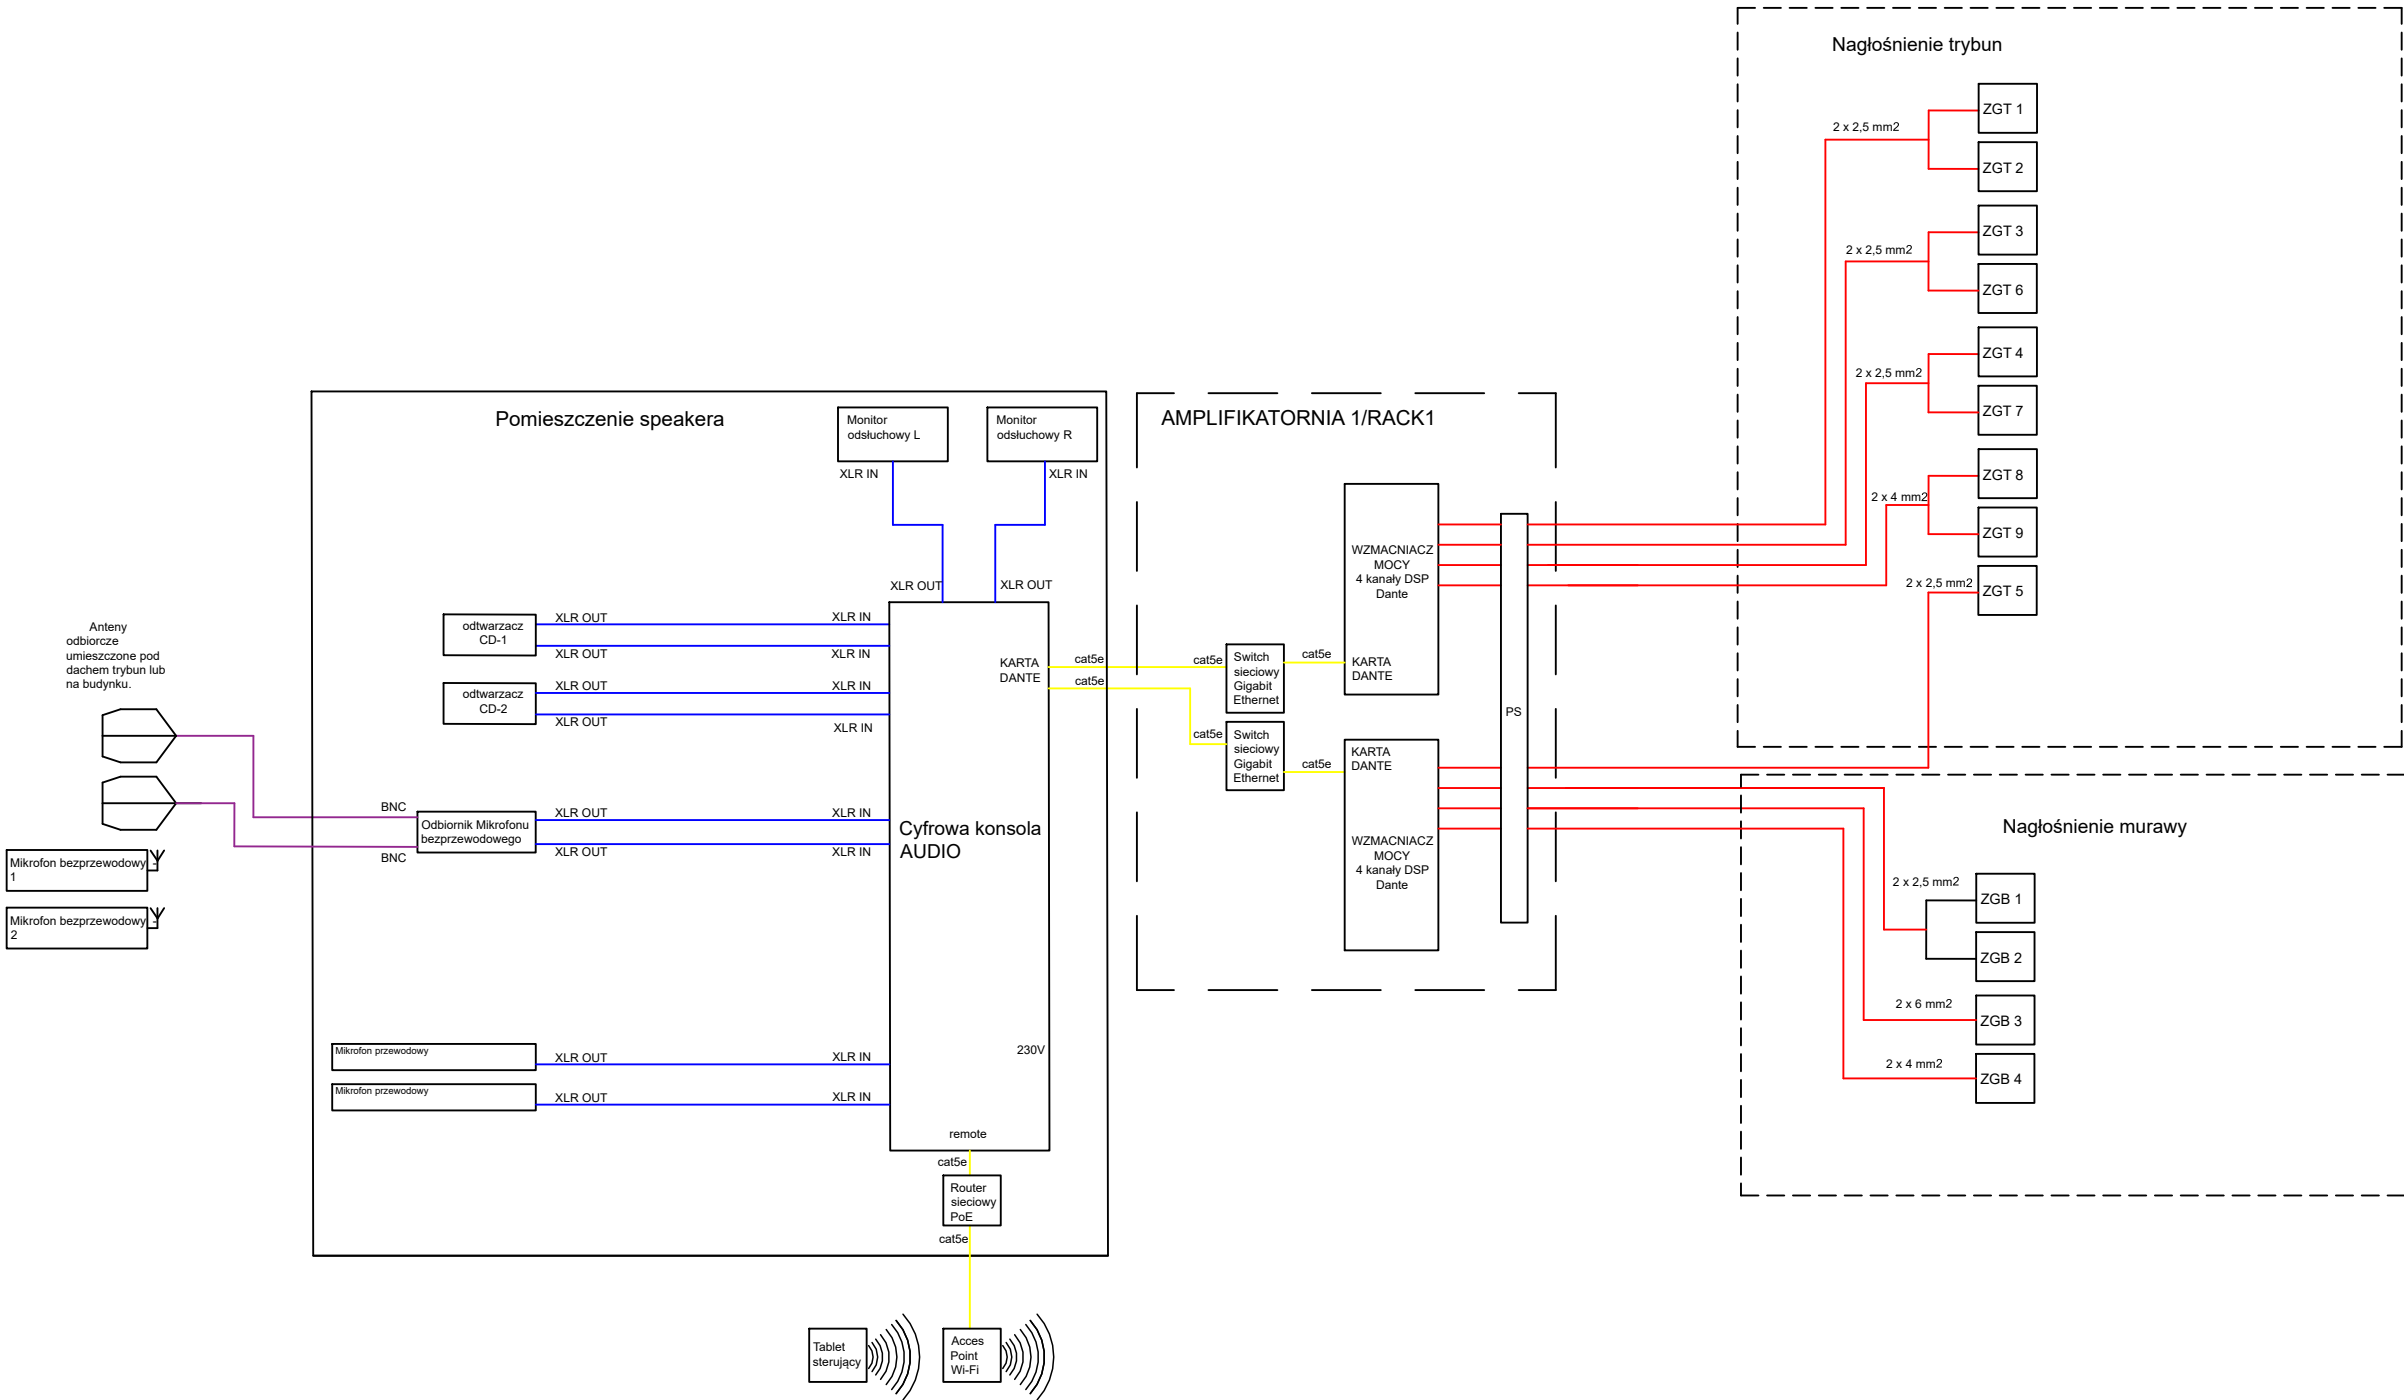 Nagłośnienie trybun
ZGT 1
2 x 2,5 mm2
ZGT 2
ZGT 3
2 x 2,5 mm2
ZGT 6
ZGT 4
2 x 2,5 mm2
ZGT 7
ZGT 8
2 x 4 mm2
ZGT 9
2 x 2,5 mm2
ZGT 5
Pomieszczenie speakera
Monitor
odsłuchowy L
Monitor
odsłuchowy R
XLR IN
XLR IN
XLR OUT
XLR OUT
odtwarzacz
CD-1
XLR OUT
XLR IN
XLR OUT
XLR IN
odtwarzacz
CD-2
XLR OUT
XLR IN
XLR OUT
XLR IN
Anteny
odbiorcze
umieszczone pod
dachem trybun lub
na budynku.
BNC
BNC
Odbiornik Mikrofonu
bezprzewodowego
XLR OUT
XLR IN
XLR OUT
XLR IN
Mikrofon bezprzewodowy
1
Mikrofon bezprzewodowy
2
Cyfrowa konsola
AUDIO
KARTA
DANTE
cat5e
cat5e
Mikrofon przewodowy
XLR OUT
XLR IN
Mikrofon przewodowy
XLR OUT
XLR IN
230V
remote
cat5e
Router
sieciowy
PoE
cat5e
Tablet
sterujący
Acces
Point
Wi-Fi
AMPLIFIKATORNIA 1/RACK1
cat5e
Switch
sieciowy
Gigabit
Ethernet
cat5e
cat5e
Switch
sieciowy
Gigabit
Ethernet
cat5e
WZMACNIACZ
MOCY
4 kanały DSP
Dante
KARTA
DANTE
KARTA
DANTE
WZMACNIACZ
MOCY
4 kanały DSP
Dante
PS
Nagłośnienie murawy
2 x 2,5 mm2
ZGB 1
ZGB 2
2 x 6 mm2
ZGB 3
2 x 4 mm2
ZGB 4